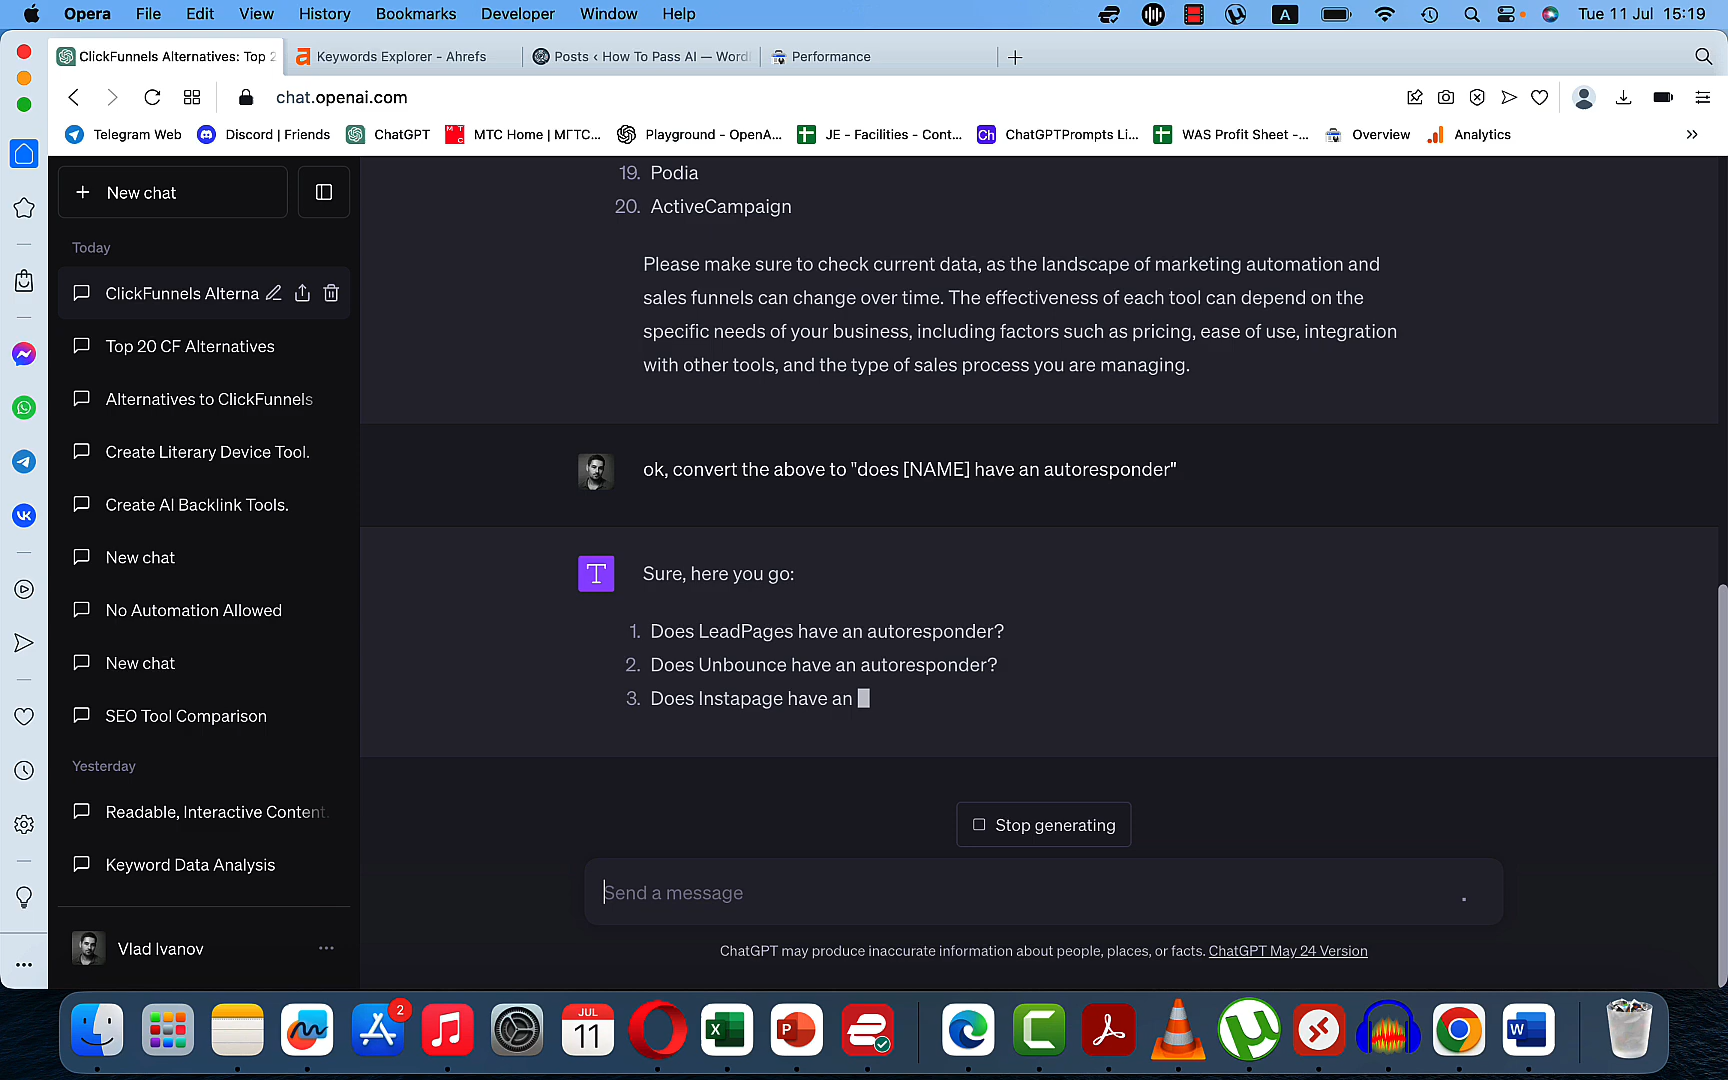 Opera File Edit View History Bookmarks Developer Window Help A Tue 11 Jul 15:19
ClickFunnels Alternatives: Top 2 Keywords Explorer - Ahrefs Posts ‹ How To Pass AI — Word Performance
chat.openai.com
Telegram Web Discord | Friends ChatGPT MTC Home | МГТС... Playground - OpenA... JE - Facilities - Cont... Ch ChatGPTPrompts Li... WAS Profit Sheet -... Overview Analytics
New chat
Today
ClickFunnels Alterna
Top 20 CF Alternatives
Alternatives to ClickFunnels
Create Literary Device Tool.
Create AI Backlink Tools.
New chat
No Automation Allowed
New chat
SEO Tool Comparison
Yesterday
Readable, Interactive Content.
Keyword Data Analysis
Vlad Ivanov
19. Podia
20. ActiveCampaign
Please make sure to check current data, as the landscape of marketing automation and
sales funnels can change over time. The effectiveness of each tool can depend on the
specific needs of your business, including factors such as pricing, ease of use, integration
with other tools, and the type of sales process you are managing.
ok, convert the above to "does [NAME] have an autoresponder"
T
Sure, here you go:
1. Does LeadPages have an autoresponder?
2. Does Unbounce have an autoresponder?
3. Does Instapage have an
Stop generating
Send a message
ChatGPT may produce inaccurate information about people, places, or facts. ChatGPT May 24 Version
2
JUL
11
X
P
C
W